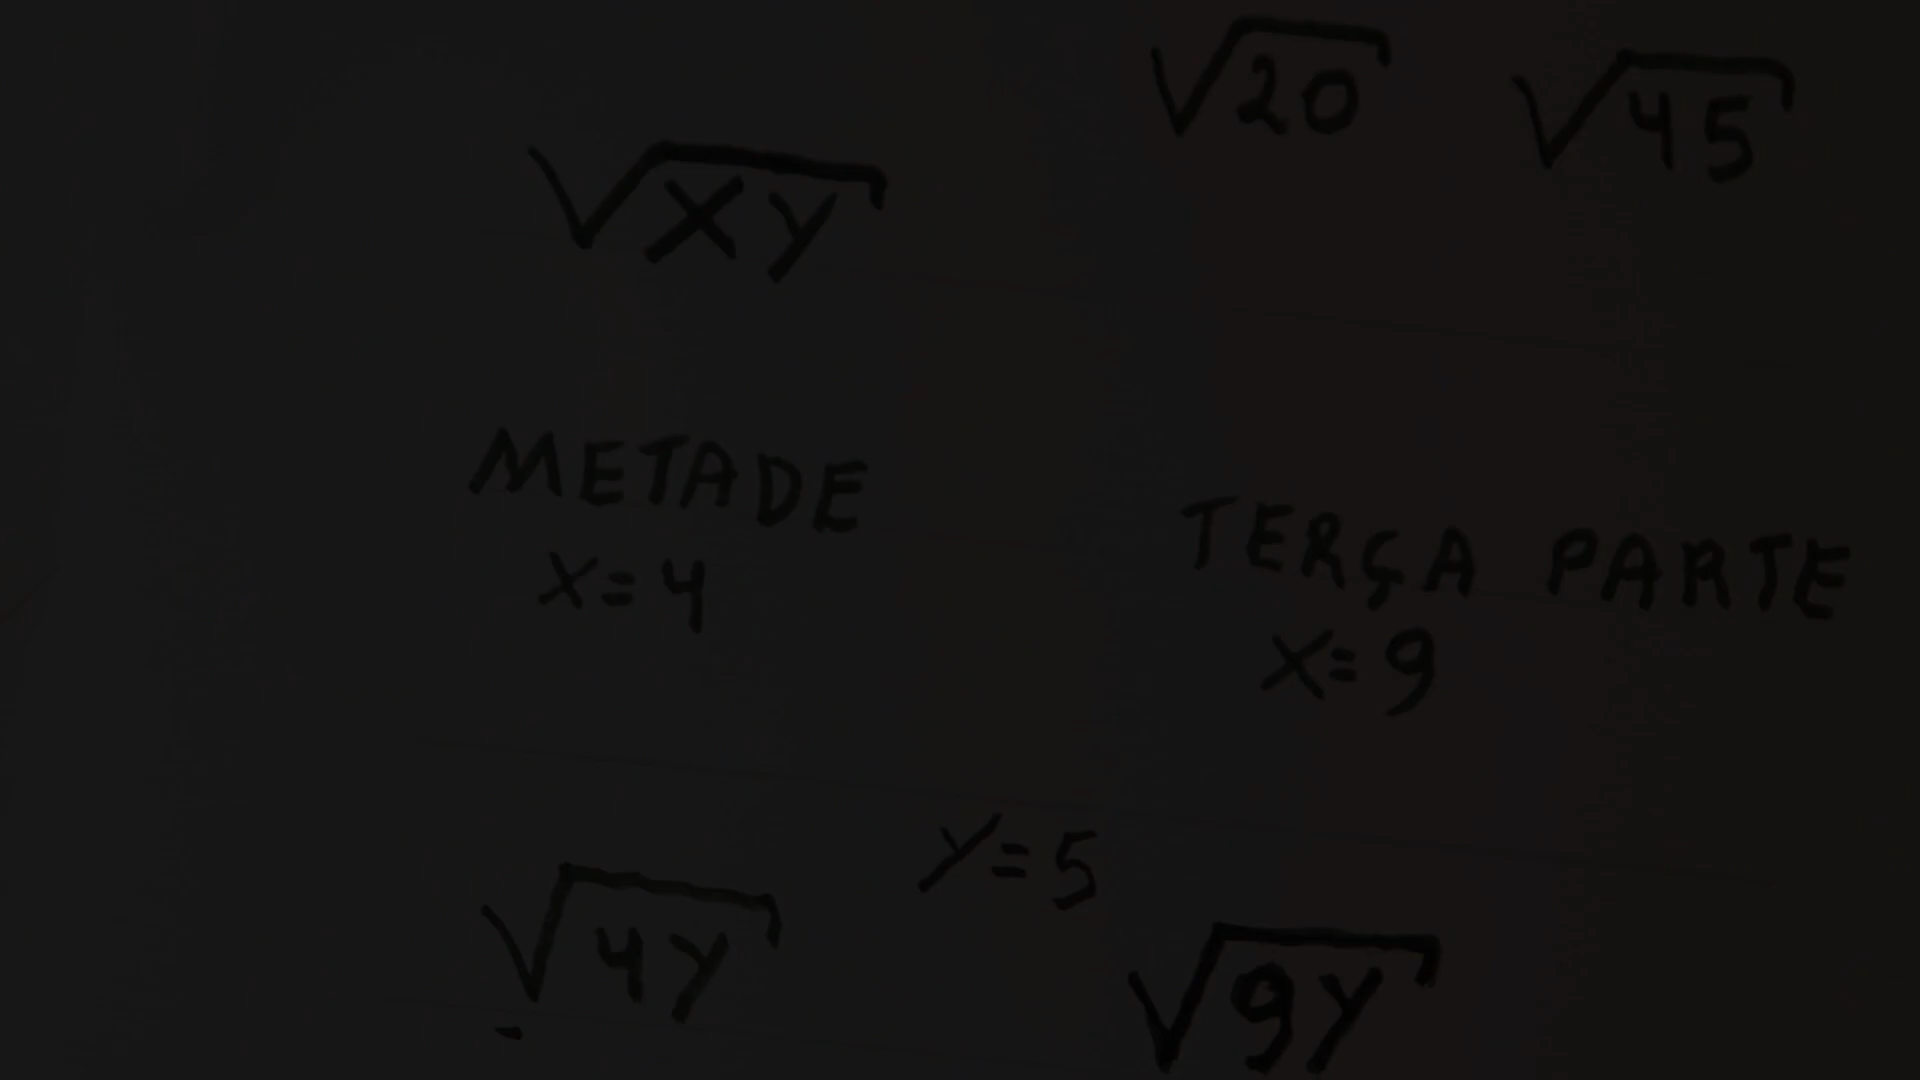 √20 √45
√xy
METADE
x=4
TERÇA PARTE
x=9
y=5
√4y
√9y